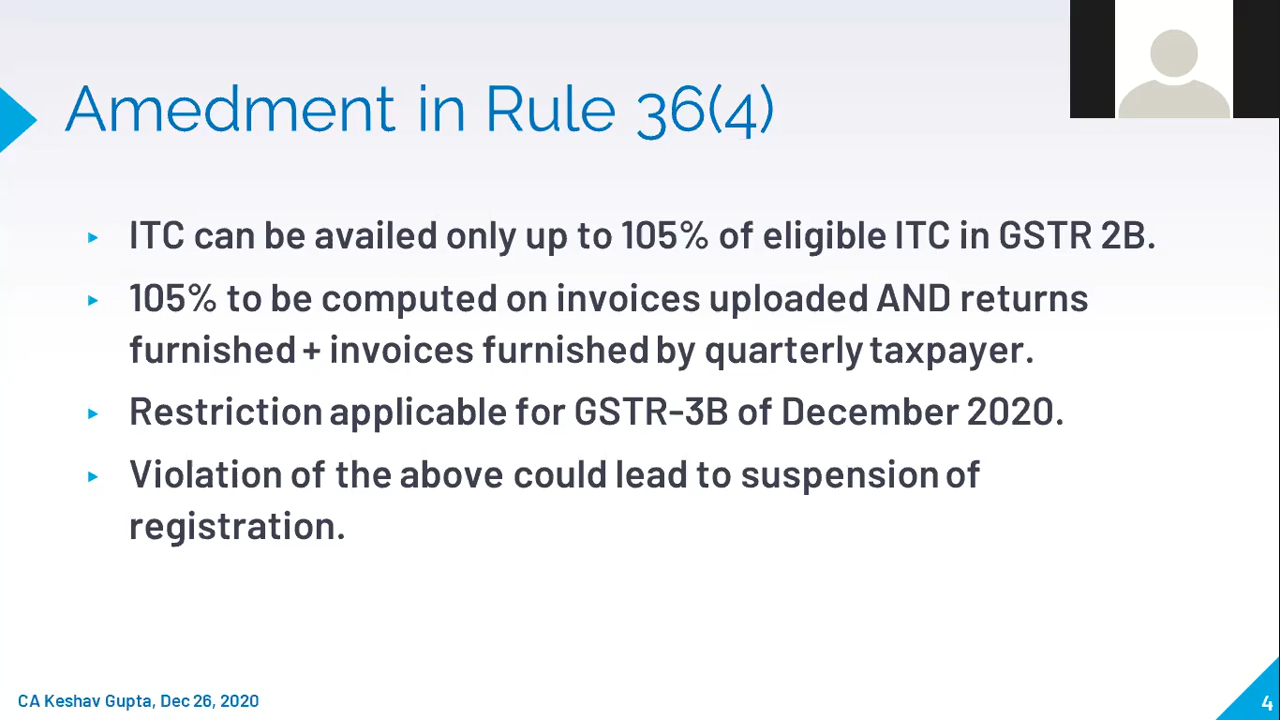 Amedment in Rule 36(4)
ITC can be availed only up to 105% of eligible ITC in GSTR 2B.
105% to be computed on invoices uploaded AND returns
furnished + invoices furnished by quarterly taxpayer.
Restriction applicable for GSTR-3B of December 2020.
Violation of the above could lead to suspension of
registration.
CA Keshav Gupta, Dec 26, 2020
4